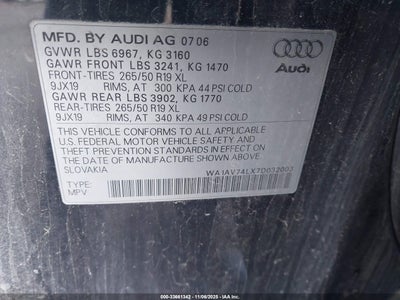 MFD. BY AUDI AG 07 06
GVWR LBS 6967, KG 3160
GAWR FRONT LBS 3241, KG 1470
FRONT-TIRES 265/50 R19 XL
9JX19 RIMS, AT 300 KPA 44 PSI COLD
GAWR REAR LBS 3902, KG 1770
REAR-TIRES 265/50 R19 XL
9JX19 RIMS, AT 340 KPA 49 PSI COLD
Audi
THIS VEHICLE CONFORMS TO ALL APPLICABLE
U.S. FEDERAL MOTOR VEHICLE SAFETY AND
THEFT PREVENTION STANDARDS IN EFFECT ON
THE DATE OF MANUFACTURE SHOWN ABOVE.
SLOVAKIA
TYPE: WA1AV74LX7D032003
MPV
000-33661342 - 11/06/2025 - IAA